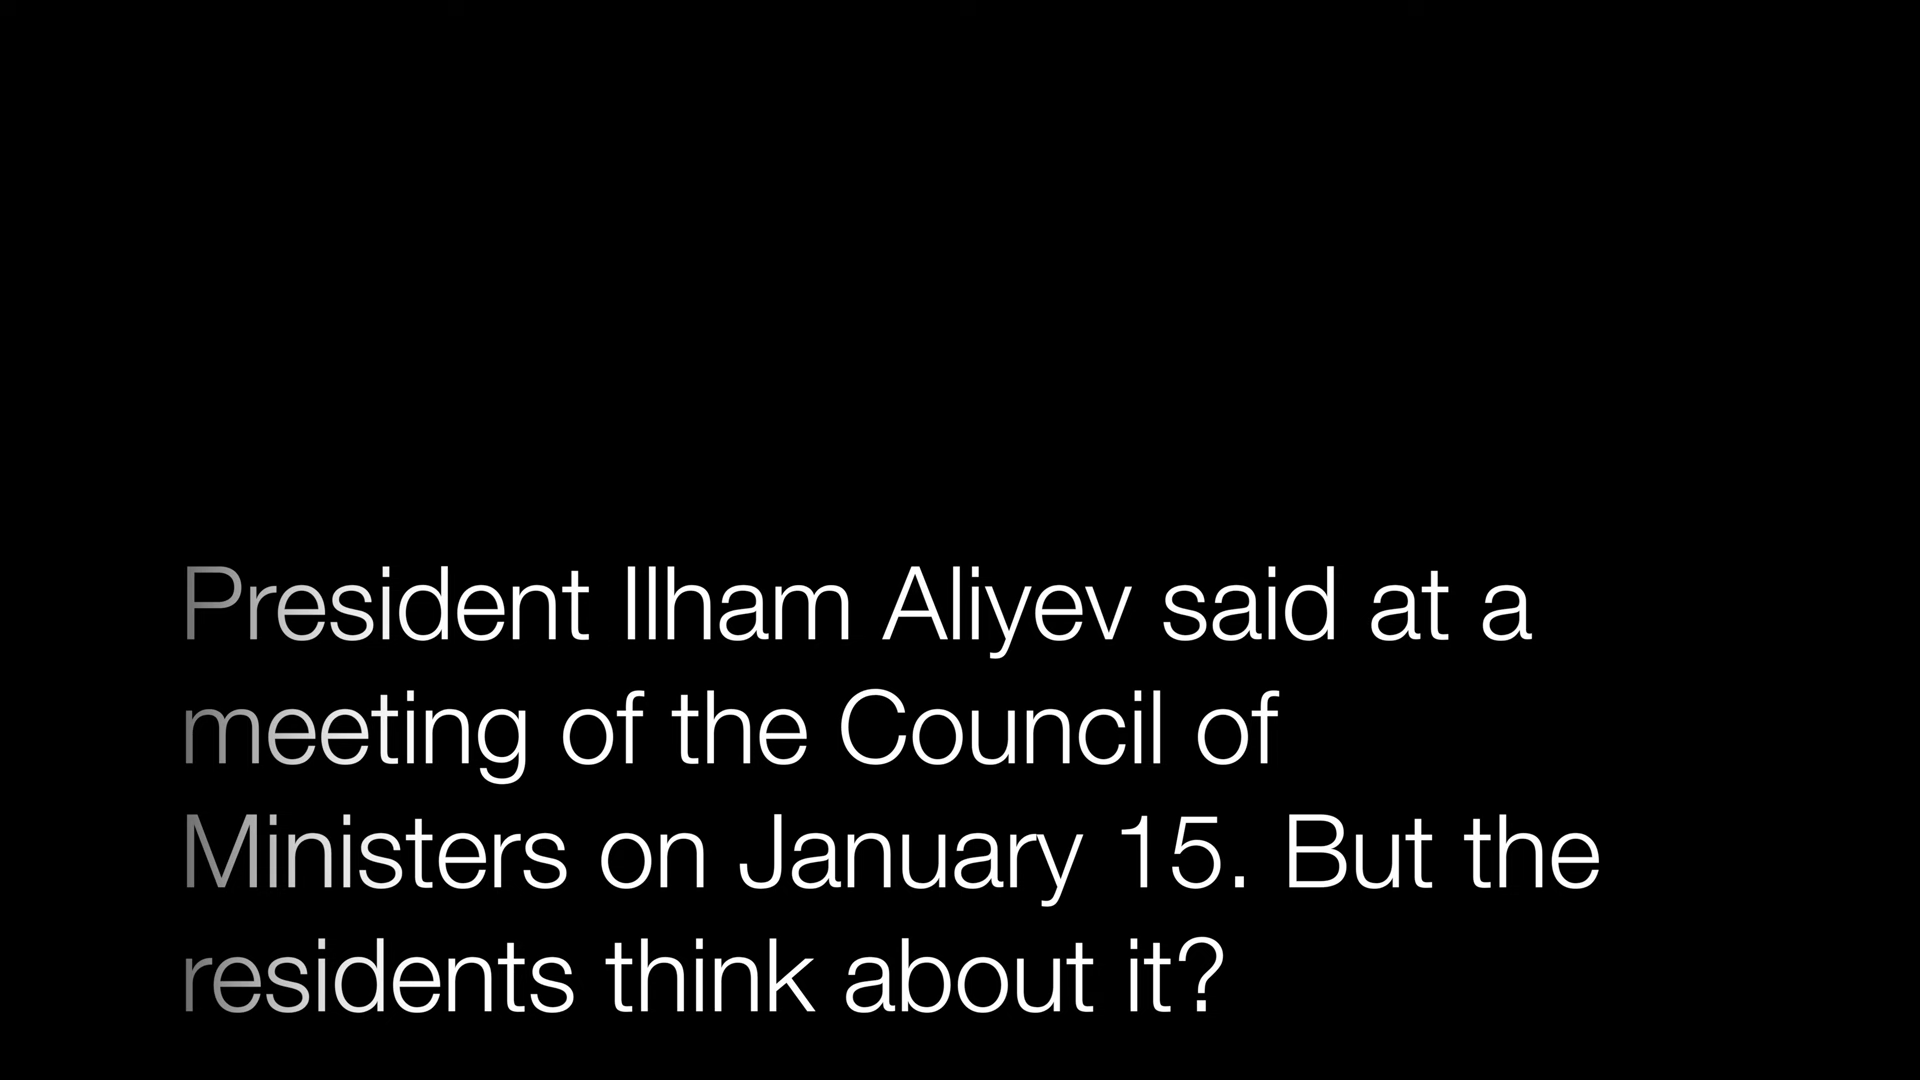 President Ilham Aliyev said at a
meeting of the Council of
Ministers on January 15. But the
residents think about it?